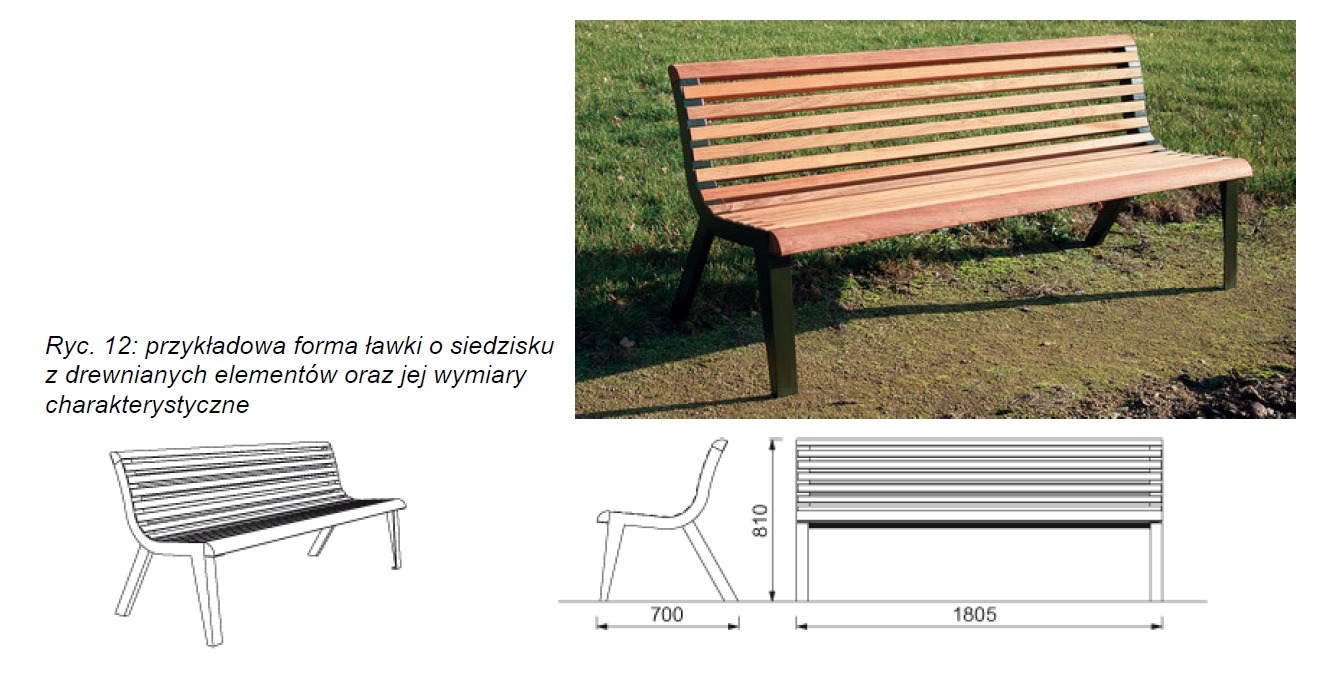 Ryc. 12: przykładowa forma ławki o siedzisku
z drewnianych elementów oraz jej wymiary
charakterystyczne
810
700
1805